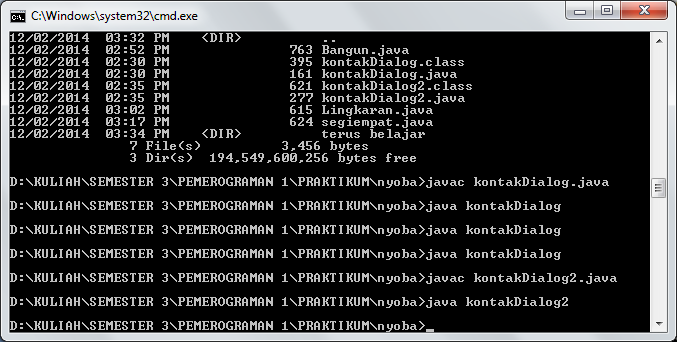 C:\Windows\system32\cmd.exe
12/02/2014  03:32 PM    <DIR>          ..
12/02/2014  02:52 PM               763 Bangun.java
12/02/2014  02:30 PM               395 kontakDialog.class
12/02/2014  02:30 PM               161 kontakDialog.java
12/02/2014  02:35 PM               621 kontakDialog2.class
12/02/2014  02:35 PM               277 kontakDialog2.java
12/02/2014  03:02 PM               615 Lingkaran.java
12/02/2014  03:17 PM               624 segiempat.java
12/02/2014  03:34 PM    <DIR>          terus belajar
               7 File(s)          3,456 bytes
               3 Dir(s)  194,549,600,256 bytes free
D:\KULIAH\SEMESTER 3\PEMEROGRAMAN 1\PRAKTIKUM\nyoba>javac kontakDialog.java
D:\KULIAH\SEMESTER 3\PEMEROGRAMAN 1\PRAKTIKUM\nyoba>java kontakDialog
D:\KULIAH\SEMESTER 3\PEMEROGRAMAN 1\PRAKTIKUM\nyoba>java kontakDialog
D:\KULIAH\SEMESTER 3\PEMEROGRAMAN 1\PRAKTIKUM\nyoba>java kontakDialog
D:\KULIAH\SEMESTER 3\PEMEROGRAMAN 1\PRAKTIKUM\nyoba>javac kontakDialog2.java
D:\KULIAH\SEMESTER 3\PEMEROGRAMAN 1\PRAKTIKUM\nyoba>java kontakDialog2
D:\KULIAH\SEMESTER 3\PEMEROGRAMAN 1\PRAKTIKUM\nyoba>_